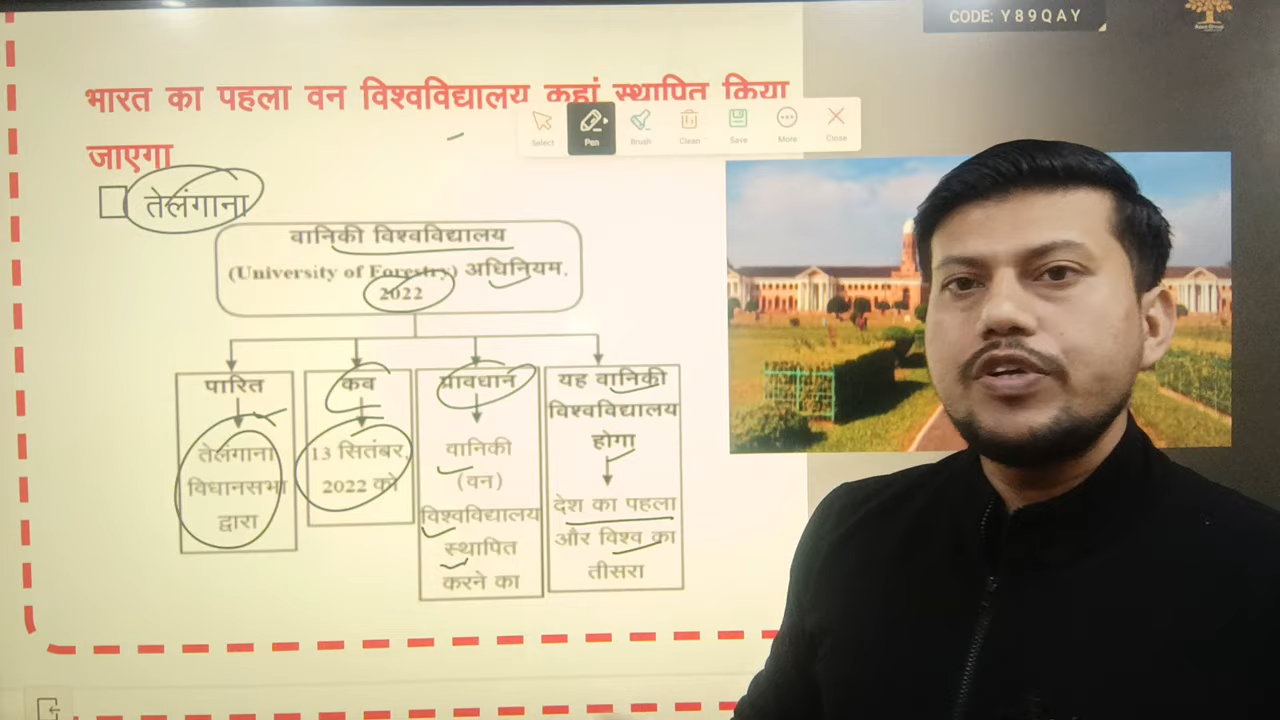 CODE: Y89QAY
भारत का पहला वन विश्वविद्यालय कहां स्थापित किया
जाएगा
Select
Pen
Brush
Clean
Save
More
Close
तेलंगाना
वानिकी विश्वविद्यालय
(University of Forestry) अधिनियम,
2022
पारित
तेलंगाना
विधानसभा
द्वारा
कब
13 सितंबर,
2022 को
प्रावधान
वानिकी
(वन)
विश्वविद्यालय
स्थापित
करने का
यह वानिकी
विश्वविद्यालय
होगा
देश का पहला
और विश्व का
तीसरा